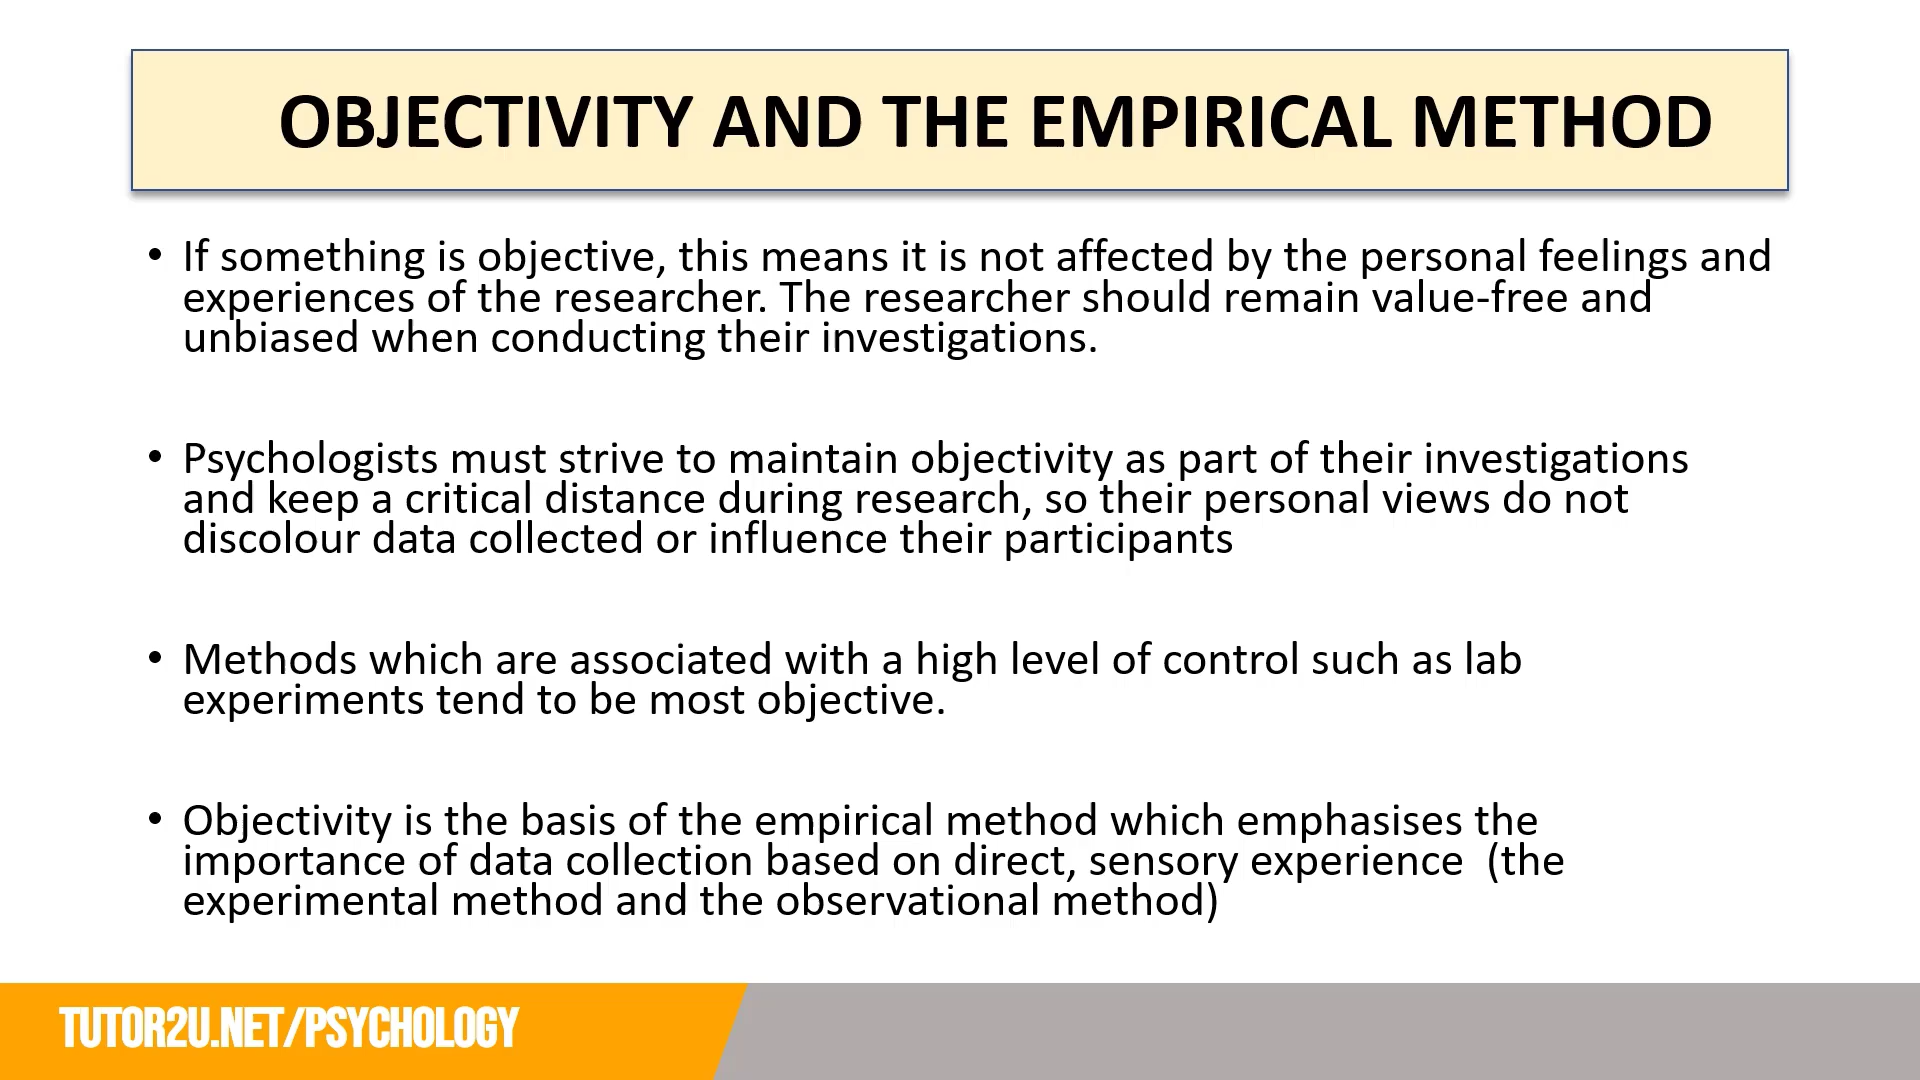 OBJECTIVITY AND THE EMPIRICAL METHOD
• If something is objective, this means it is not affected by the personal feelings and
experiences of the researcher. The researcher should remain value-free and
unbiased when conducting their investigations.
• Psychologists must strive to maintain objectivity as part of their investigations
and keep a critical distance during research, so their personal views do not
discolour data collected or influence their participants
• Methods which are associated with a high level of control such as lab
experiments tend to be most objective.
• Objectivity is the basis of the empirical method which emphasises the
importance of data collection based on direct, sensory experience  (the
experimental method and the observational method)
TUTOR2U.NET/PSYCHOLOGY